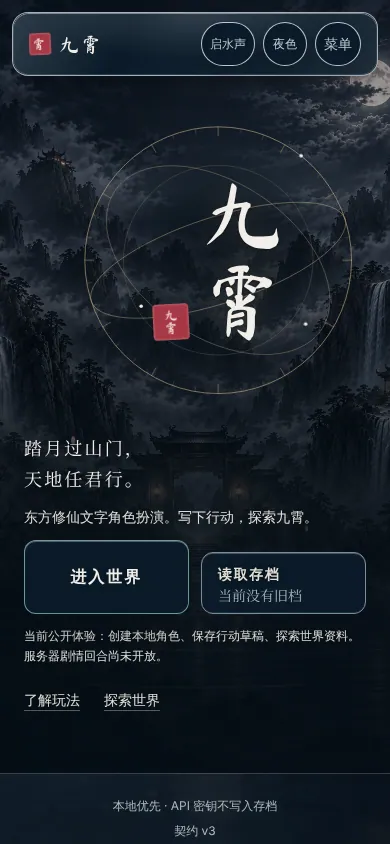 九霄
九霄
启水声
夜色
菜单
九
霄
九
霄
踏月过山门，
天地任君行。
东方修仙文字角色扮演。写下行动，探索九霄。
进入世界
读取存档
当前没有旧档
当前公开体验：创建本地角色、保存行动草稿、探索世界资料。
服务器剧情回合尚未开放。
了解玩法
探索世界
本地优先 · API 密钥不写入存档
契约 v3